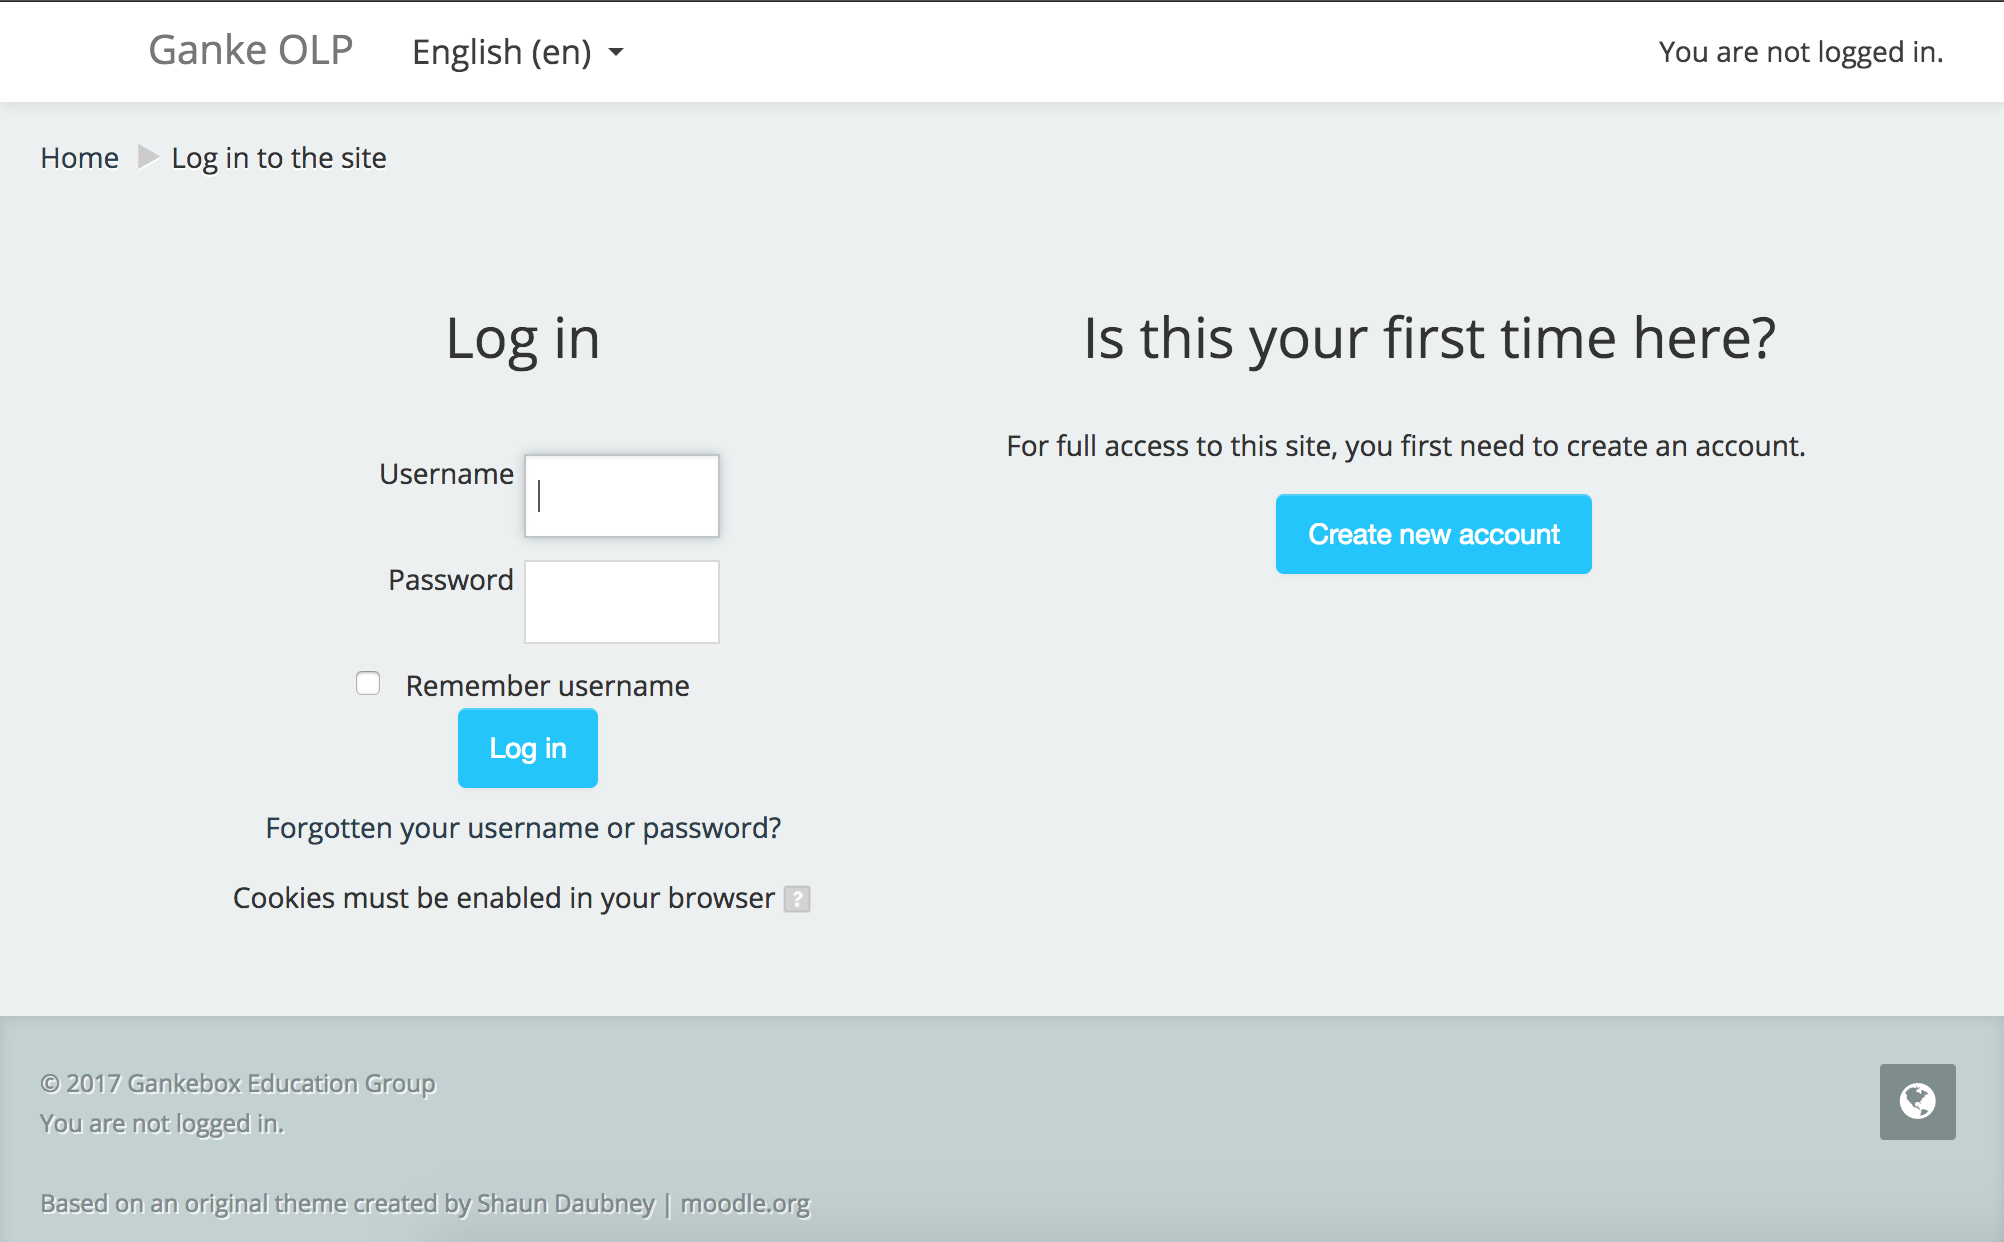 Ganke OLP English (en) You are not logged in.
Home Log in to the site
Log in
Username
Password
Remember username
Log in
Forgotten your username or password?
Cookies must be enabled in your browser ?
Is this your first time here?
For full access to this site, you first need to create an account.
Create new account
© 2017 Gankebox Education Group
You are not logged in.
Based on an original theme created by Shaun Daubney | moodle.org